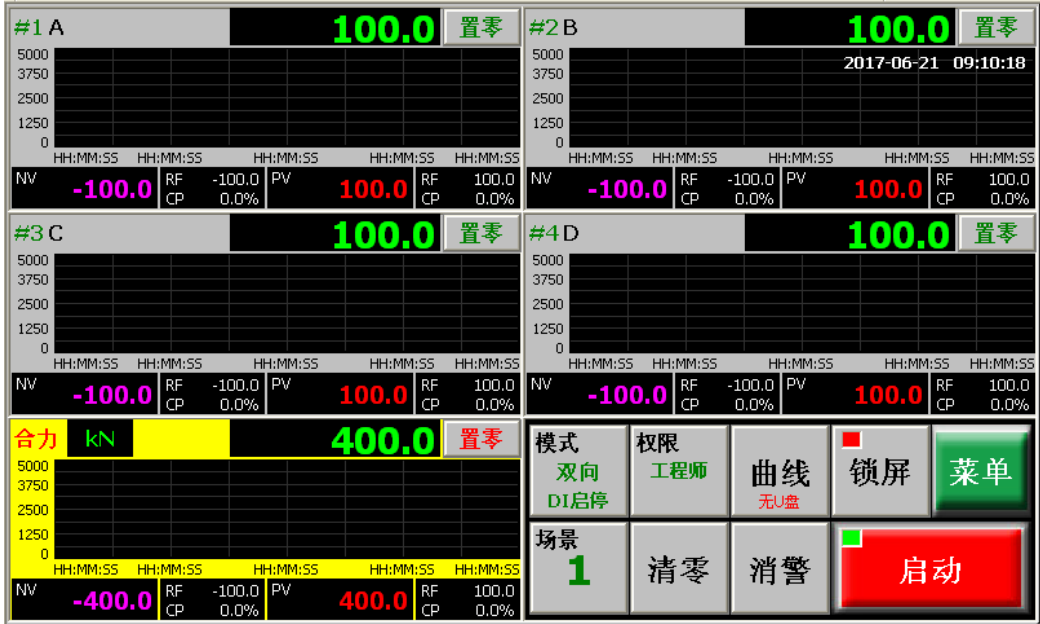 #1 A 100.0 置零
5000
3750
2500
1250
0
HH:MM:SS HH:MM:SS HH:MM:SS HH:MM:SS HH:MM:SS
NV -100.0 RF -100.0 PV 100.0 RF 100.0
CP 0.0% CP 0.0%
#2 B 100.0 置零
2017-06-21 09:10:18
5000
3750
2500
1250
0
HH:MM:SS HH:MM:SS HH:MM:SS HH:MM:SS HH:MM:SS
NV -100.0 RF -100.0 PV 100.0 RF 100.0
CP 0.0% CP 0.0%
#3 C 100.0 置零
5000
3750
2500
1250
0
HH:MM:SS HH:MM:SS HH:MM:SS HH:MM:SS HH:MM:SS
NV -100.0 RF -100.0 PV 100.0 RF 100.0
CP 0.0% CP 0.0%
#4 D 100.0 置零
5000
3750
2500
1250
0
HH:MM:SS HH:MM:SS HH:MM:SS HH:MM:SS HH:MM:SS
NV -100.0 RF -100.0 PV 100.0 RF 100.0
CP 0.0% CP 0.0%
合力 kN 400.0 置零
5000
3750
2500
1250
0
HH:MM:SS HH:MM:SS HH:MM:SS HH:MM:SS HH:MM:SS
NV -400.0 RF -100.0 PV 400.0 RF 100.0
CP 0.0% CP 0.0%
模式
双向
DI启停
权限
工程师
曲线
无U盘
锁屏
菜单
场景
1
清零
消警
启动